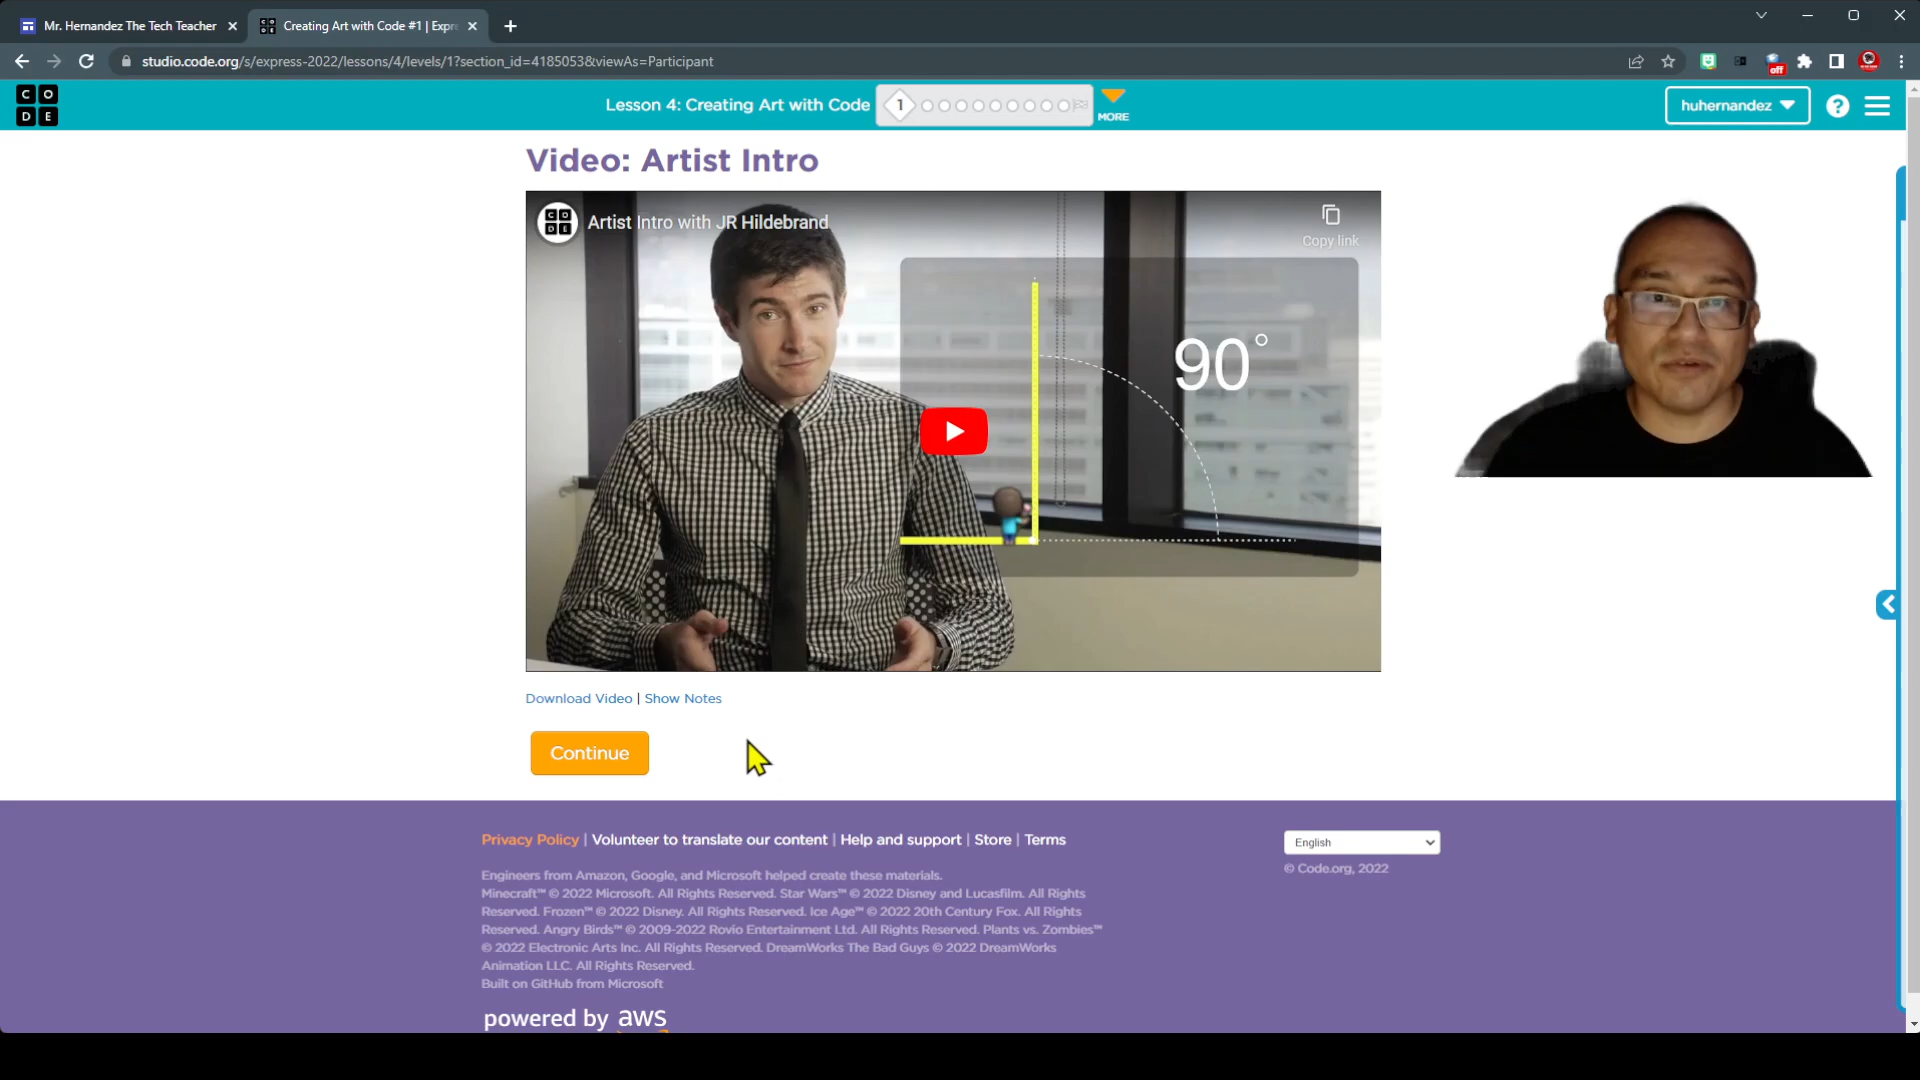 Mr. Hernandez The Tech Teacher
Creating Art with Code #1 | Expre
studio.code.org/s/express-2022/lessons/4/levels/1?section_id=4185053&viewAs=Participant
off
C O
D E
Lesson 4: Creating Art with Code
1
MORE
huhernandez
?
Video: Artist Intro
C O
D E
Artist Intro with JR Hildebrand
Copy link
90°
Download Video | Show Notes
Continue
Privacy Policy | Volunteer to translate our content | Help and support | Store | Terms
English
© Code.org, 2022
Engineers from Amazon, Google, and Microsoft helped create these materials.
Minecraft™ © 2022 Microsoft. All Rights Reserved. Star Wars™ © 2022 Disney and Lucasfilm. All Rights
Reserved. Frozen™ © 2022 Disney. All Rights Reserved. Ice Age™ © 2022 20th Century Fox. All Rights
Reserved. Angry Birds™ © 2009-2022 Rovio Entertainment Ltd. All Rights Reserved. Plants vs. Zombies™
© 2022 Electronic Arts Inc. All Rights Reserved. DreamWorks The Bad Guys © 2022 DreamWorks
Animation LLC. All Rights Reserved.
Built on GitHub from Microsoft
powered by aws